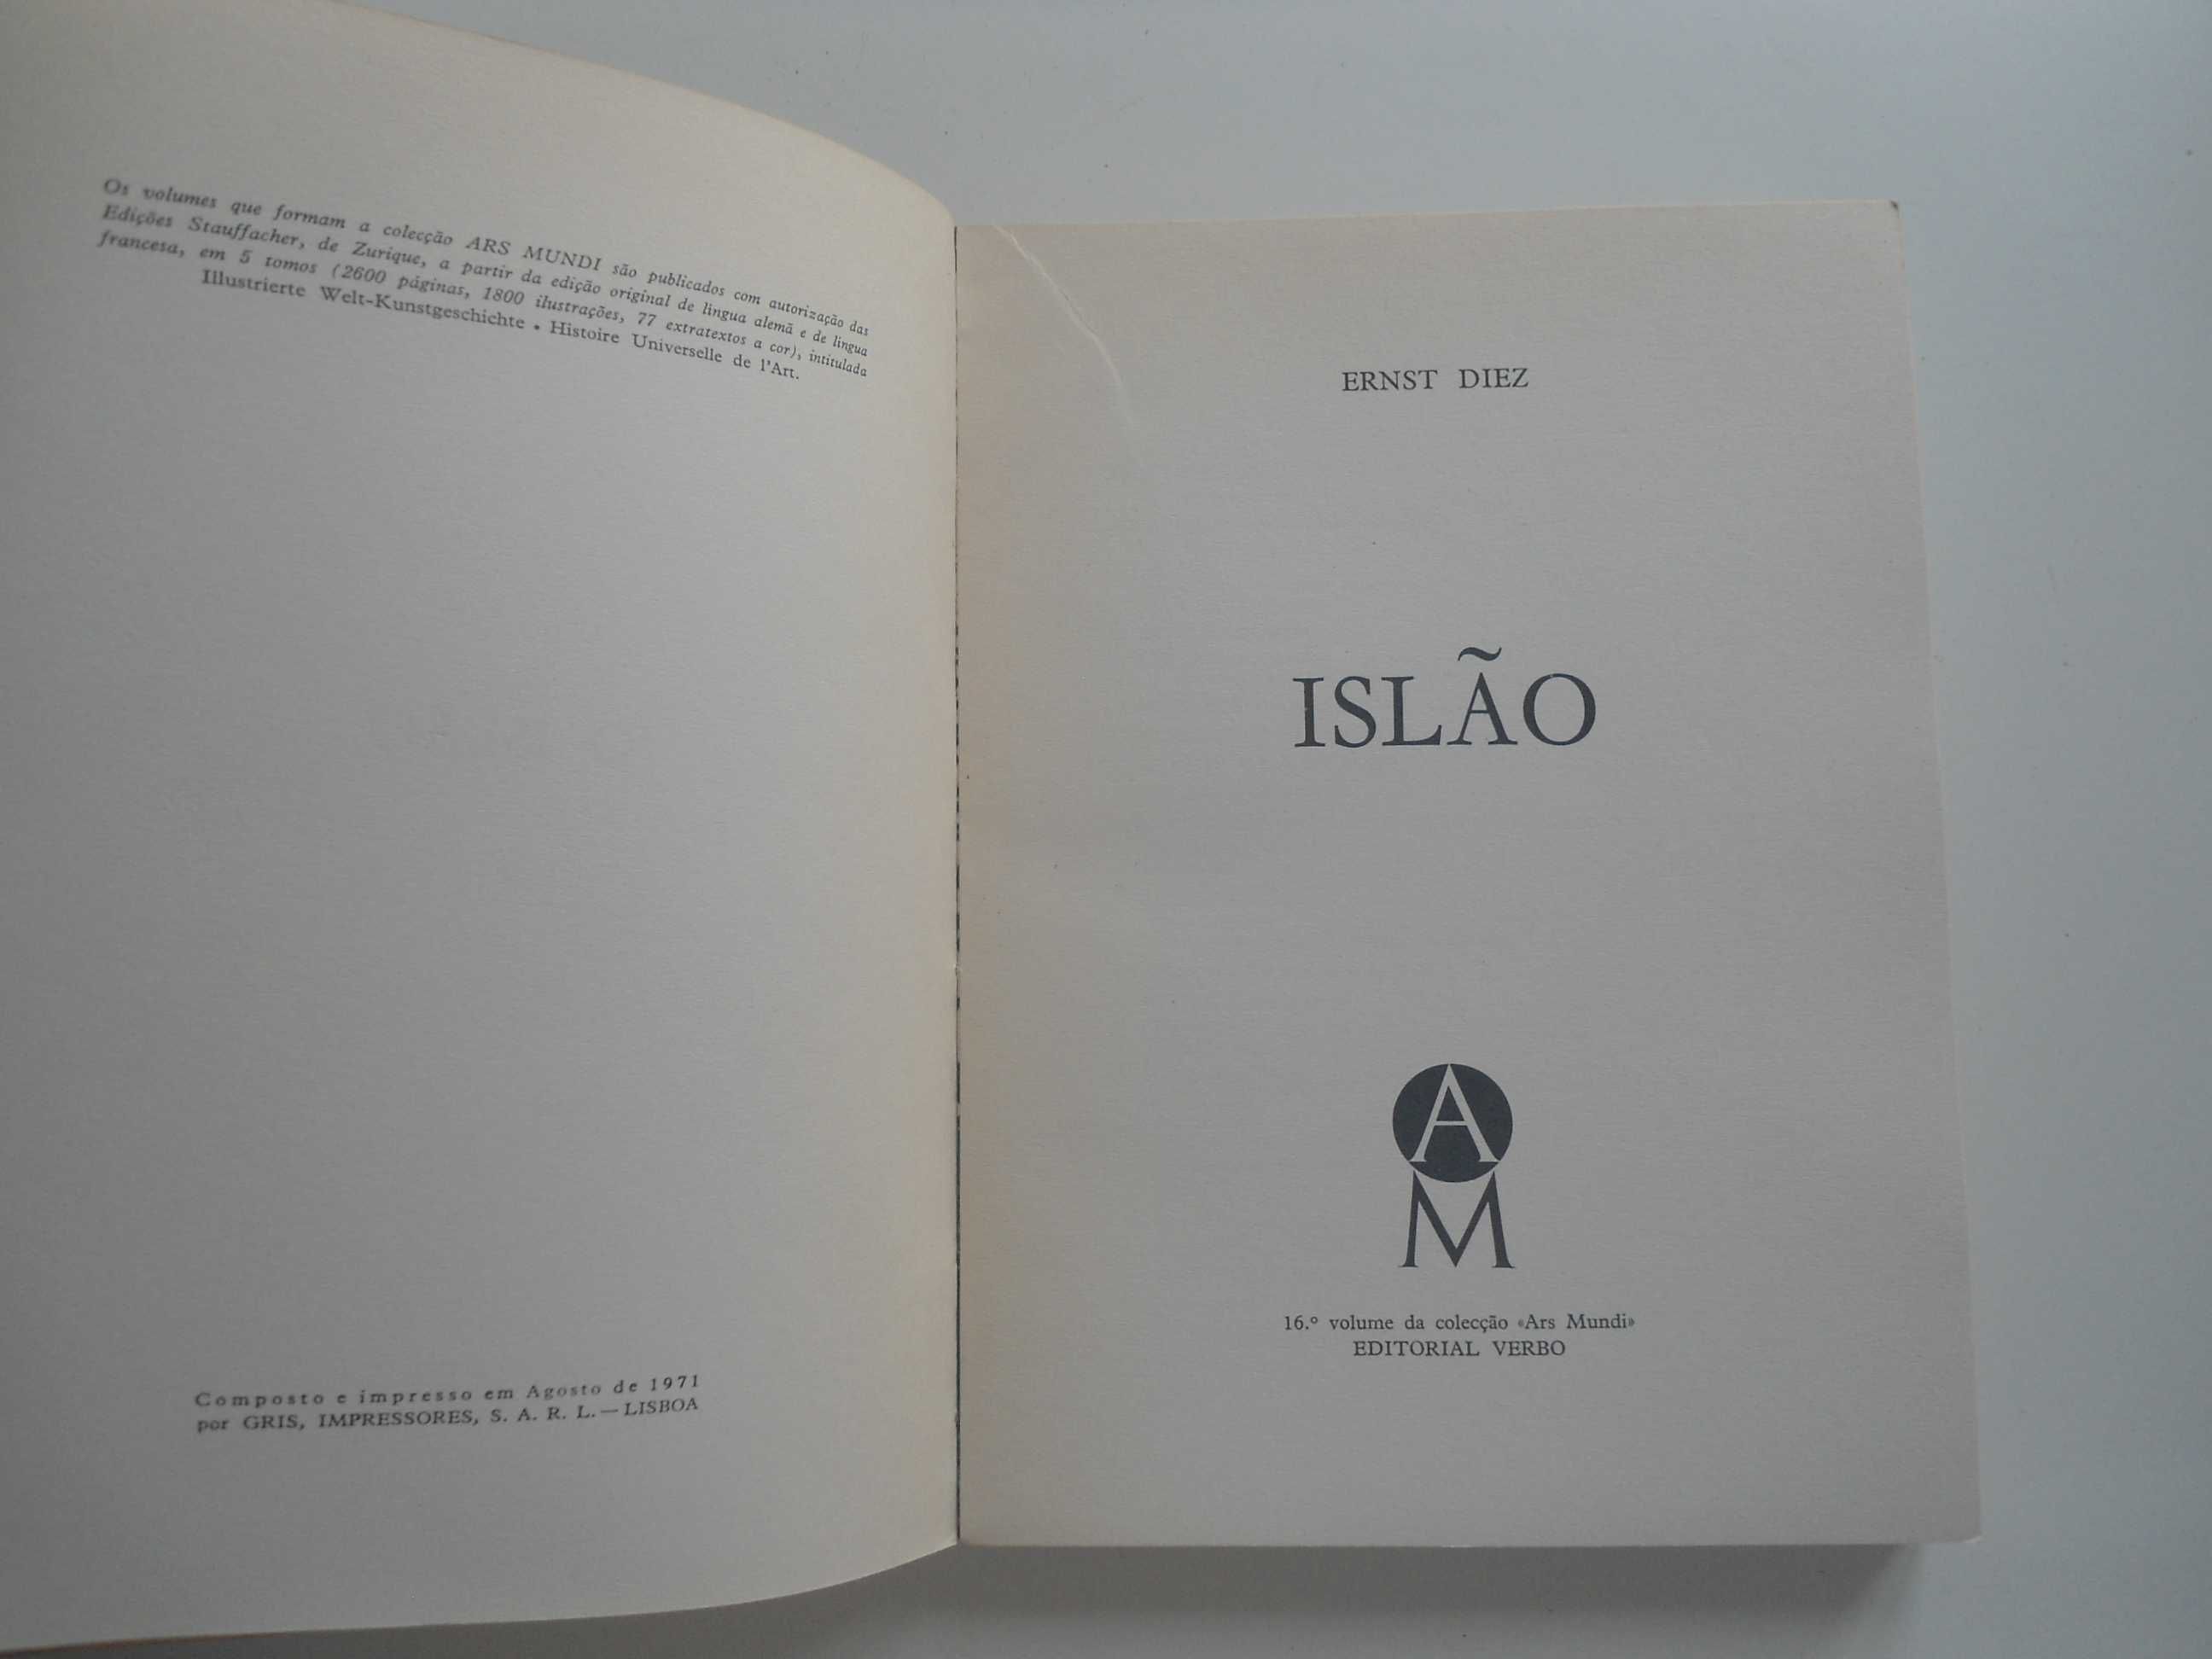 Os volumes que formam a colecção ARS MUNDI são publicados com autorização das
Edições Stauffacher, de Zurique, a partir da edição original de língua alemã e de língua
francesa, em 5 tomos (2600 páginas, 1800 ilustrações, 77 extratextos a cor), intitulada
Illustrierte Welt-Kunstgeschichte • Histoire Universelle de l'Art.
Composto e impresso em Agosto de 1971
por GRIS, IMPRESSORES, S. A. R. L. — LISBOA
ERNST DIEZ
ISLÃO
A
M
16.º volume da colecção «Ars Mundi»
EDITORIAL VERBO